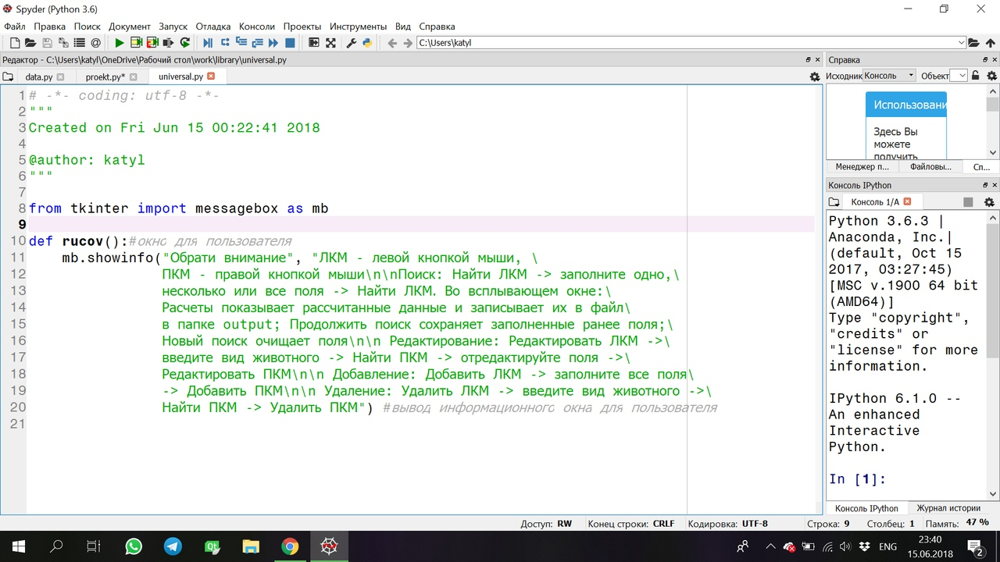 Spyder (Python 3.6)
Файл Правка Поиск Документ Запуск Отладка Консоли Проекты Инструменты Вид Справка
C:\Users\katyl
Редактор - C:\Users\katyl\OneDrive\Рабочий стол\work\library\universal.py
data.py proekt.py* universal.py
1 # -*- coding: utf-8 -*-
2 """
3 Created on Fri Jun 15 00:22:41 2018
4
5 @author: katyl
6 """
7
8 from tkinter import messagebox as mb
9
10 def rucov():#окно для пользователя
11 mb.showinfo("Обрати внимание", "ЛКМ - левой кнопкой мыши, \
12 ПКМ - правой кнопкой мыши\n\nПоиск: Найти ЛКМ -> заполните одно,\
13 несколько или все поля -> Найти ЛКМ. Во всплывающем окне:\
14 Расчеты показывает рассчитанные данные и записывает их в файл\
15 в папке output; Продолжить поиск сохраняет заполненные ранее поля;\
16 Новый поиск очищает поля\n\n Редактирование: Редактировать ЛКМ ->\
17 введите вид животного -> Найти ПКМ -> отредактируйте поля ->\
18 Редактировать ПКМ\n\n Добавление: Добавить ЛКМ -> заполните все поля\
19 -> Добавить ПКМ\n\n Удаление: Удалить ЛКМ -> введите вид животного ->\
20 Найти ПКМ -> Удалить ПКМ") #вывод информационного окна для пользователя
21
Справка
Исходник Консоль Объект
Использовани
Здесь Вы
можете
получить
Менеджер п... Файловы... Сп...
Консоль IPython
Консоль 1/A
Python 3.6.3 |
Anaconda, Inc.|
(default, Oct 15
2017, 03:27:45)
[MSC v.1900 64 bit
(AMD64)]
Type "copyright",
"credits" or
"license" for more
information.
IPython 6.1.0 --
An enhanced
Interactive
Python.
In [1]:
Консоль IPython Журнал истории
Доступ: RW Конец строки: CRLF Кодировка: UTF-8 Строка: 9 Столбец: 1 Память: 47 %
Qt
ENG
23:40
15.06.2018
2